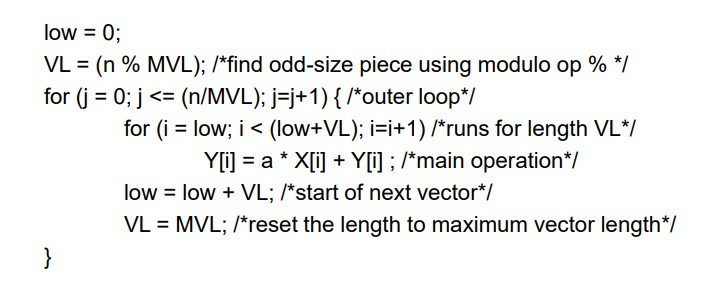 low = 0;
VL = (n % MVL); /*find odd-size piece using modulo op % */
for (j = 0; j <= (n/MVL); j=j+1) { /*outer loop*/
for (i = low; i < (low+VL); i=i+1) /*runs for length VL*/
Y[i] = a * X[i] + Y[i] ; /*main operation*/
low = low + VL; /*start of next vector*/
VL = MVL; /*reset the length to maximum vector length*/
}